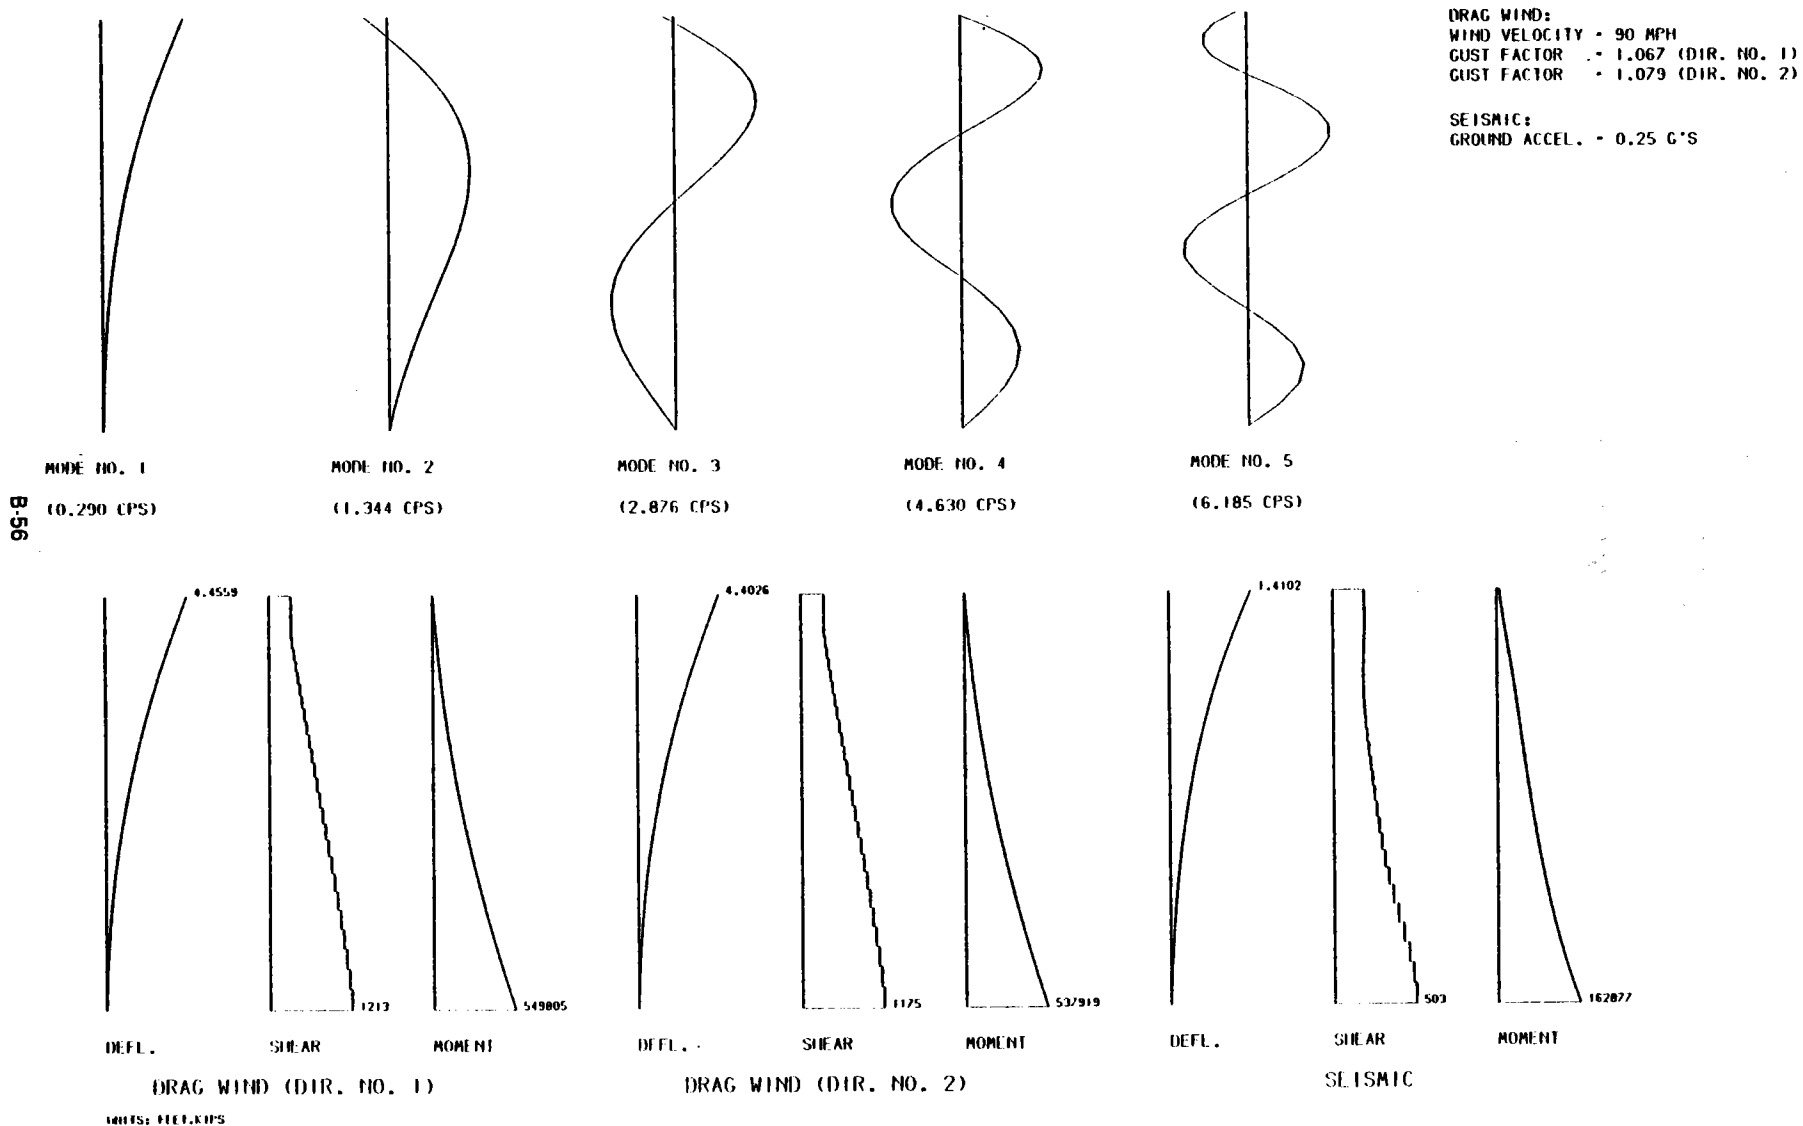 DRAG WIND:
WIND VELOCITY - 90 MPH
GUST FACTOR - 1.067 (DIR. NO. 1)
GUST FACTOR - 1.079 (DIR. NO. 2)
SEISMIC:
GROUND ACCEL. - 0.25 G'S
MODE NO. 1
(0.290 CPS)
MODE NO. 2
(1.344 CPS)
MODE NO. 3
(2.876 CPS)
MODE NO. 4
(4.630 CPS)
MODE NO. 5
(6.185 CPS)
B-56
4.4559
1213
549805
DEFL.
SHEAR
MOMENT
DRAG WIND (DIR. NO. 1)
4.4026
1175
537919
DEFL.
SHEAR
MOMENT
DRAG WIND (DIR. NO. 2)
1.4102
503
162877
DEFL.
SHEAR
MOMENT
SEISMIC
UNITS: FEET,KIPS